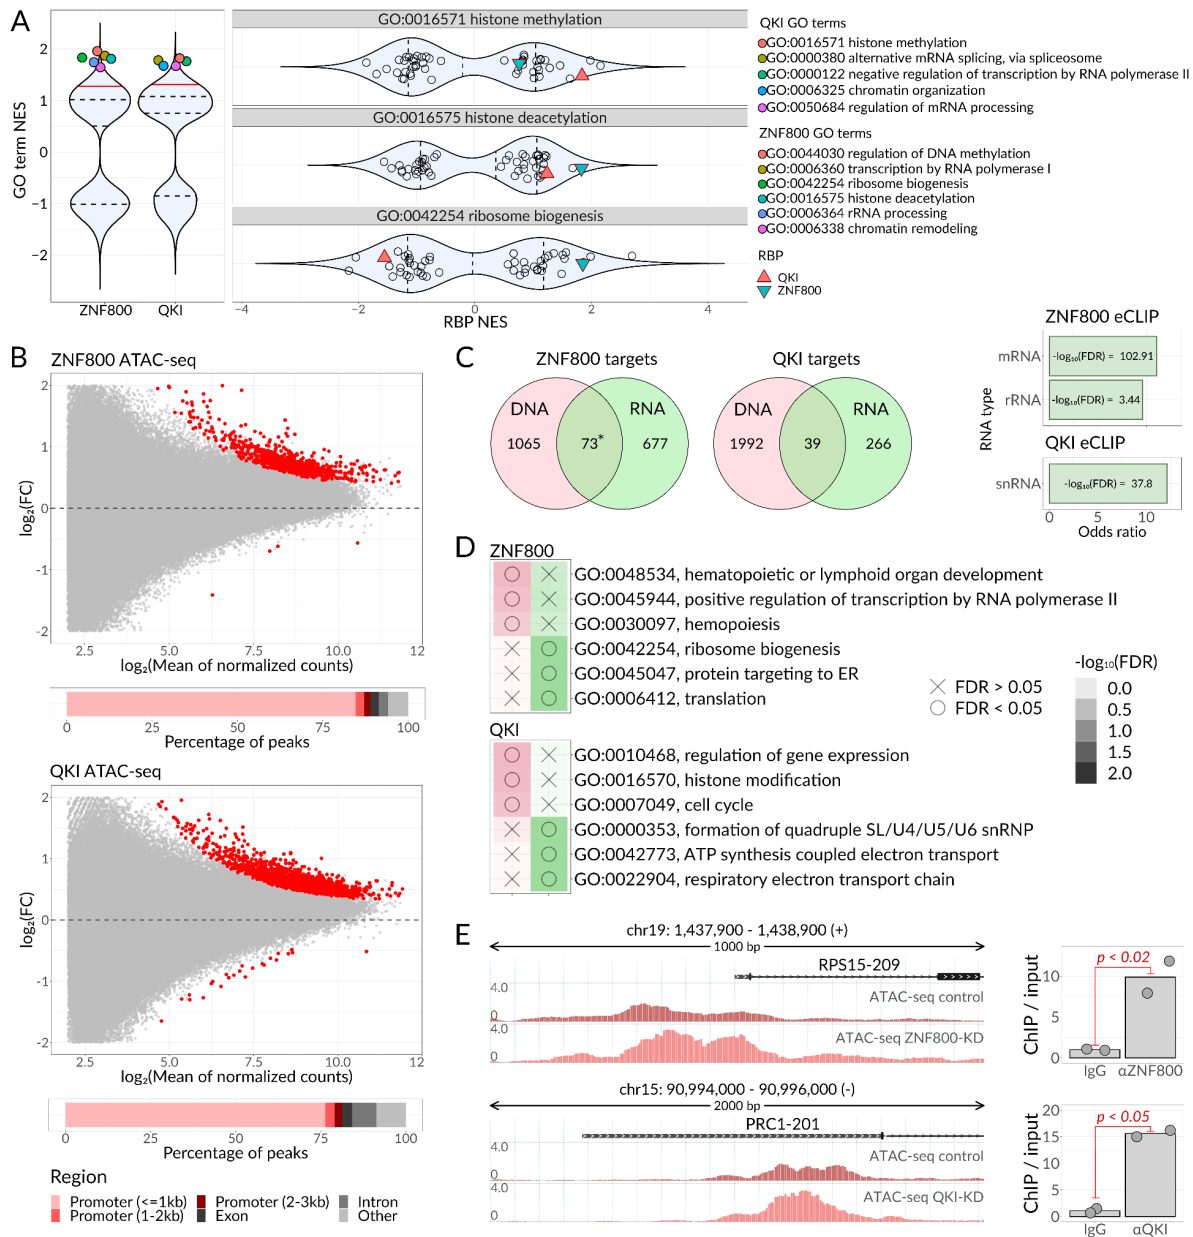 A
GO term NES
2
1
0
−1
−2
ZNF800 QKI
GO:0016571 histone methylation
GO:0016575 histone deacetylation
GO:0042254 ribosome biogenesis
−4 −2 0 2 4
RBP NES
QKI GO terms
GO:0016571 histone methylation
GO:0000380 alternative mRNA splicing, via spliceosome
GO:0000122 negative regulation of transcription by RNA polymerase II
GO:0006325 chromatin organization
GO:0050684 regulation of mRNA processing
ZNF800 GO terms
GO:0044030 regulation of DNA methylation
GO:0006360 transcription by RNA polymerase I
GO:0042254 ribosome biogenesis
GO:0016575 histone deacetylation
GO:0006364 rRNA processing
GO:0006338 chromatin remodeling
RBP
QKI
ZNF800
B
ZNF800 ATAC-seq
log₂(FC)
2
1
0
-1
-2
2.5 5.0 7.5 10.0 12
log₂(Mean of normalized counts)
0 25 50 75 100
Percentage of peaks
QKI ATAC-seq
log₂(FC)
2
1
0
-1
-2
2.5 5.0 7.5 10.0 12
log₂(Mean of normalized counts)
0 25 50 75 100
Percentage of peaks
Region
Promoter (<=1kb) Promoter (2-3kb) Intron
Promoter (1-2kb) Exon Other
C
ZNF800 targets
DNA RNA
1065 73* 677
QKI targets
DNA RNA
1992 39 266
ZNF800 eCLIP
RNA type
mRNA -log₁₀(FDR) = 102.91
rRNA -log₁₀(FDR) = 3.44
QKI eCLIP
snRNA -log₁₀(FDR) = 37.8
0 5 10
Odds ratio
D
ZNF800
GO:0048534, hematopoietic or lymphoid organ development
GO:0045944, positive regulation of transcription by RNA polymerase II
GO:0030097, hemopoiesis
GO:0042254, ribosome biogenesis
GO:0045047, protein targeting to ER
GO:0006412, translation
QKI
GO:0010468, regulation of gene expression
GO:0016570, histone modification
GO:0007049, cell cycle
GO:0000353, formation of quadruple SL/U4/U5/U6 snRNP
GO:0042773, ATP synthesis coupled electron transport
GO:0022904, respiratory electron transport chain
FDR > 0.05
FDR < 0.05
-log₁₀(FDR)
0.0
0.5
1.0
1.5
2.0
E
chr19: 1,437,900 - 1,438,900 (+)
1000 bp
RPS15-209
4.0
ATAC-seq control
0
4.0
ATAC-seq ZNF800-KD
0
ChIP / input
p < 0.02
10
5
0
IgG αZNF800
chr15: 90,994,000 - 90,996,000 (-)
2000 bp
PRC1-201
4.0
ATAC-seq control
0
4.0
ATAC-seq QKI-KD
0
ChIP / input
20
p < 0.05
15
10
5
0
IgG αQKI